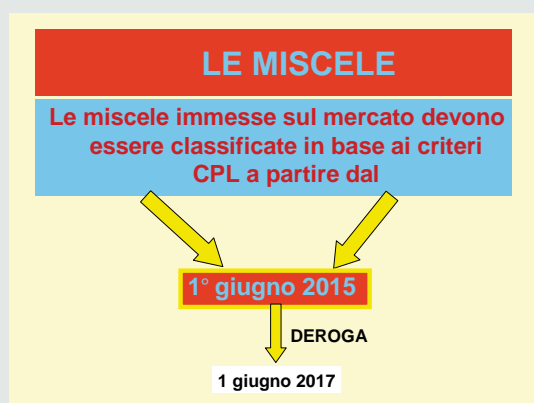 LE MISCELE
Le miscele immesse sul mercato devono
essere classificate in base ai criteri
CPL a partire dal
1° giugno 2015
DEROGA
1 giugno 2017